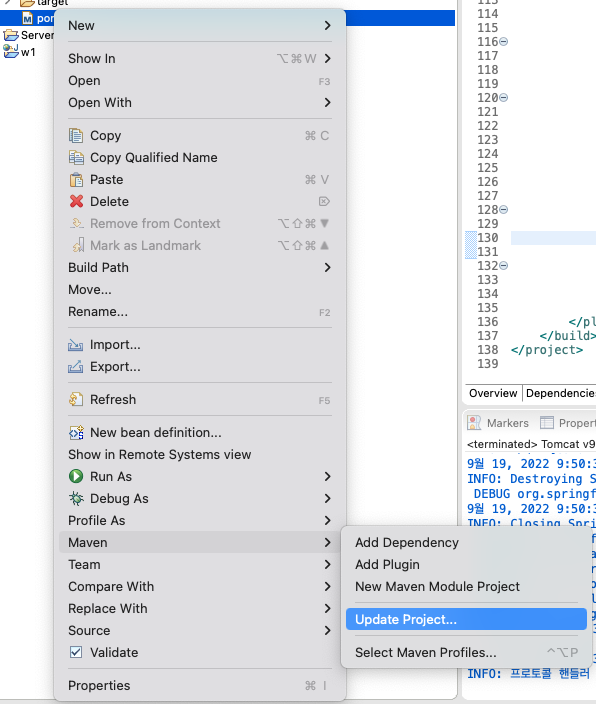 target
Server
w1
New
Show In ⌥⌘W
Open F3
Open With
Copy ⌘ C
Copy Qualified Name
Paste ⌘ V
Delete ⌦
Remove from Context ⌥⇧⌘▼
Mark as Landmark ⌥⇧⌘▲
Build Path
Move...
Rename... F2
Import...
Export...
Refresh F5
New bean definition...
Show in Remote Systems view
Run As
Debug As
Profile As
Maven
Team
Compare With
Replace With
Source
Validate
Properties ⌘ I
Add Dependency
Add Plugin
New Maven Module Project
Update Project...
Select Maven Profiles... ^⌥P
113
114
115
116
117
118
119
120
121
122
123
124
125
126
127
128
129
130
131
132
133
134
135
136 </pl
137 </build>
138 </project>
139
Overview Dependencie
Markers Propert
<terminated> Tomcat v9
9월 19, 2022 9:50:3
INFO: Destroying S
DEBUG org.springf
9월 19, 2022 9:50:3
INFO: Closing Spri
INFO: 프로토콜 핸들러